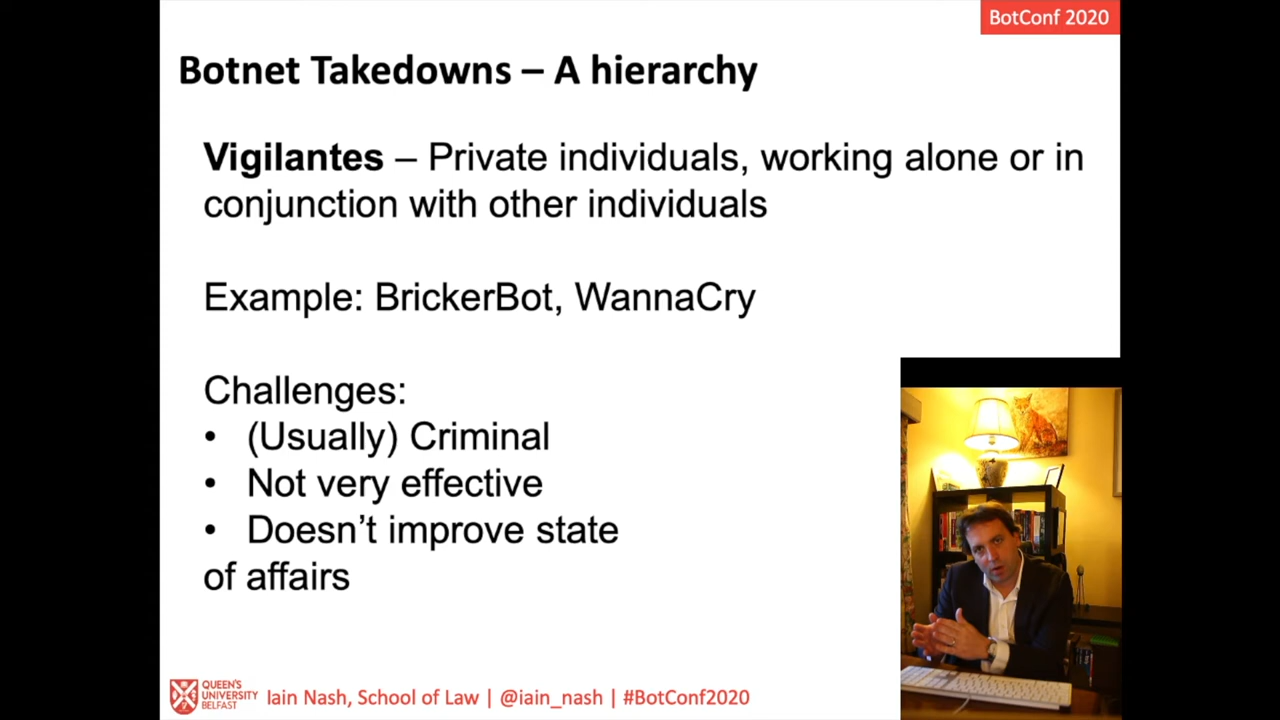 BotConf 2020
Botnet Takedowns – A hierarchy
Vigilantes – Private individuals, working alone or in
conjunction with other individuals
Example: BrickerBot, WannaCry
Challenges:
• (Usually) Criminal
• Not very effective
• Doesn’t improve state
of affairs
QUEEN'S
UNIVERSITY
BELFAST
Iain Nash, School of Law | @iain_nash | #BotConf2020